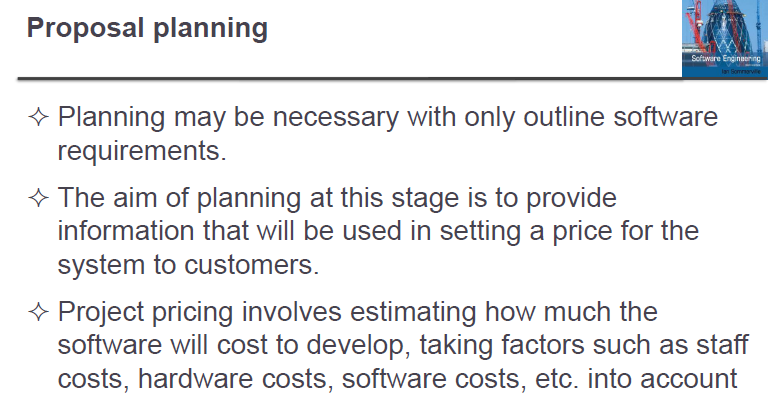 Proposal planning
Software Engineering
Ian Sommerville
✧ Planning may be necessary with only outline software
requirements.
✧ The aim of planning at this stage is to provide
information that will be used in setting a price for the
system to customers.
✧ Project pricing involves estimating how much the
software will cost to develop, taking factors such as staff
costs, hardware costs, software costs, etc. into account